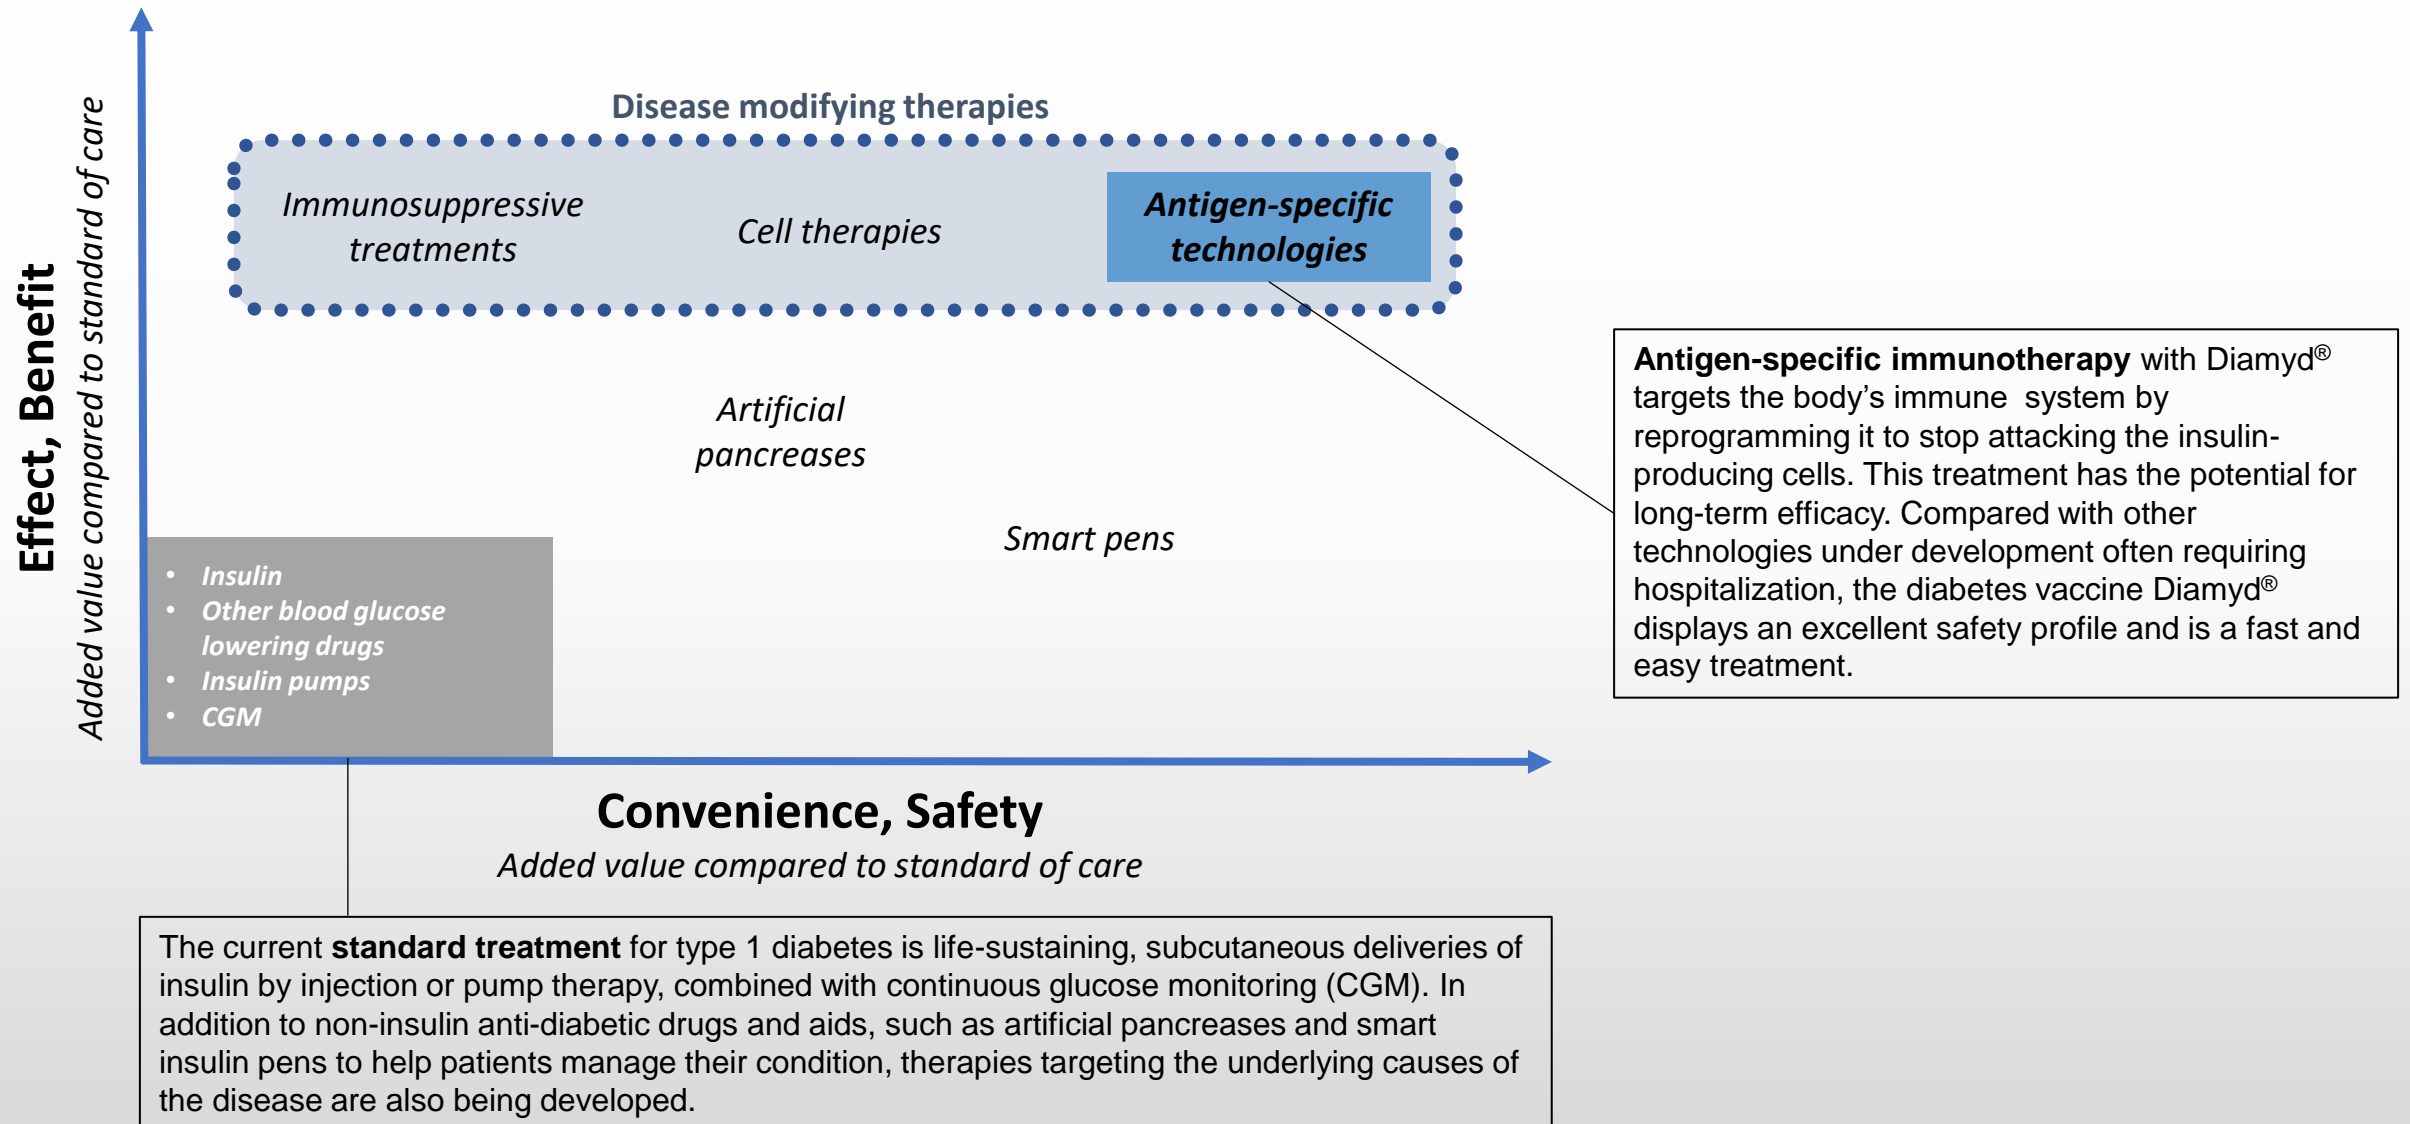 Effect, Benefit
Added value compared to standard of care
Disease modifying therapies
Immunosuppressive
treatments
Cell therapies
Antigen-specific
technologies
Artificial
pancreases
Smart pens
• Insulin
• Other blood glucose
lowering drugs
• Insulin pumps
• CGM
Convenience, Safety
Added value compared to standard of care
Antigen-specific immunotherapy with Diamyd®
targets the body’s immune system by
reprogramming it to stop attacking the insulin-
producing cells. This treatment has the potential for
long-term efficacy. Compared with other
technologies under development often requiring
hospitalization, the diabetes vaccine Diamyd®
displays an excellent safety profile and is a fast and
easy treatment.
The current standard treatment for type 1 diabetes is life-sustaining, subcutaneous deliveries of
insulin by injection or pump therapy, combined with continuous glucose monitoring (CGM). In
addition to non-insulin anti-diabetic drugs and aids, such as artificial pancreases and smart
insulin pens to help patients manage their condition, therapies targeting the underlying causes of
the disease are also being developed.